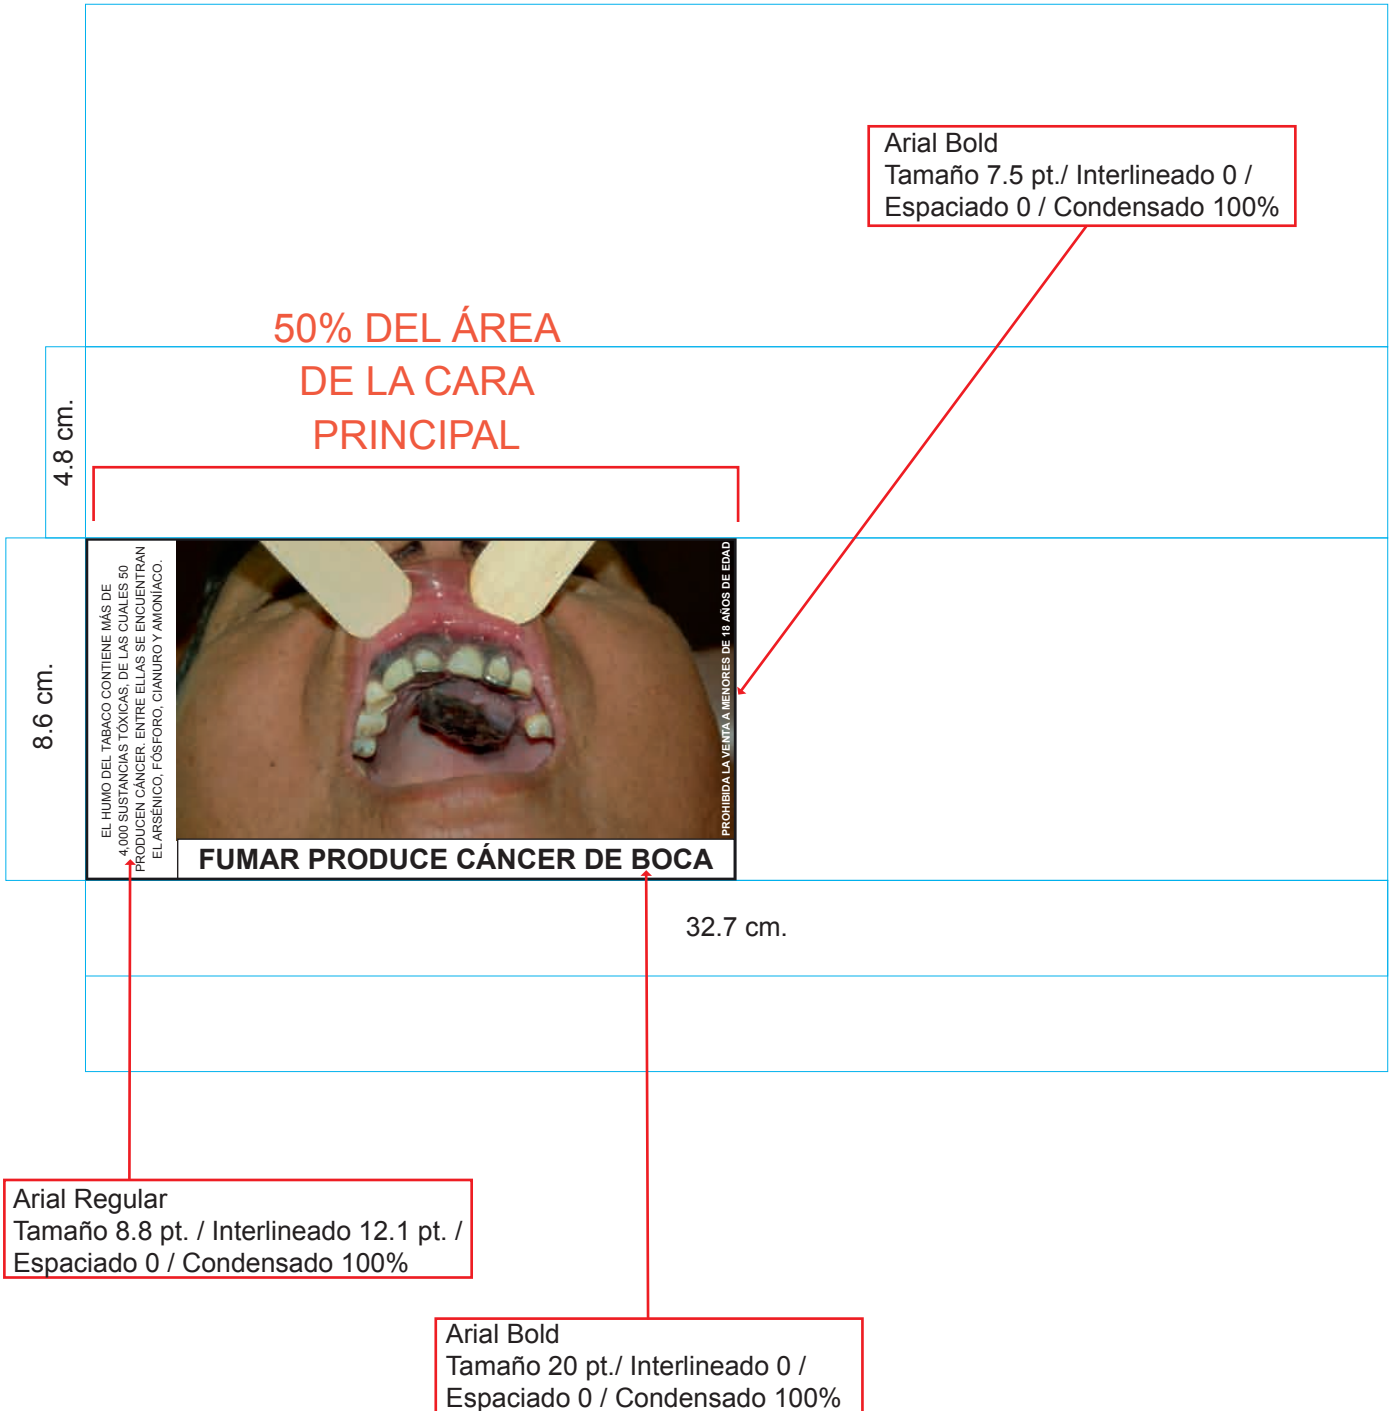 Arial Bold
Tamaño 7.5 pt./ Interlineado 0 /
Espaciado 0 / Condensado 100%
50% DEL ÁREA
DE LA CARA
PRINCIPAL
4.8 cm.
8.6 cm.
EL HUMO DEL TABACO CONTIENE MÁS DE
4,000 SUSTANCIAS TÓXICAS, DE LAS CUALES 50
PRODUCEN CÁNCER. ENTRE ELLAS SE ENCUENTRAN
EL ARSÉNICO, FÓSFORO, CIANURO Y AMONÍACO.
PROHIBIDA LA VENTA A MENORES DE 18 AÑOS DE EDAD
FUMAR PRODUCE CÁNCER DE BOCA
32.7 cm.
Arial Regular
Tamaño 8.8 pt. / Interlineado 12.1 pt. /
Espaciado 0 / Condensado 100%
Arial Bold
Tamaño 20 pt./ Interlineado 0 /
Espaciado 0 / Condensado 100%